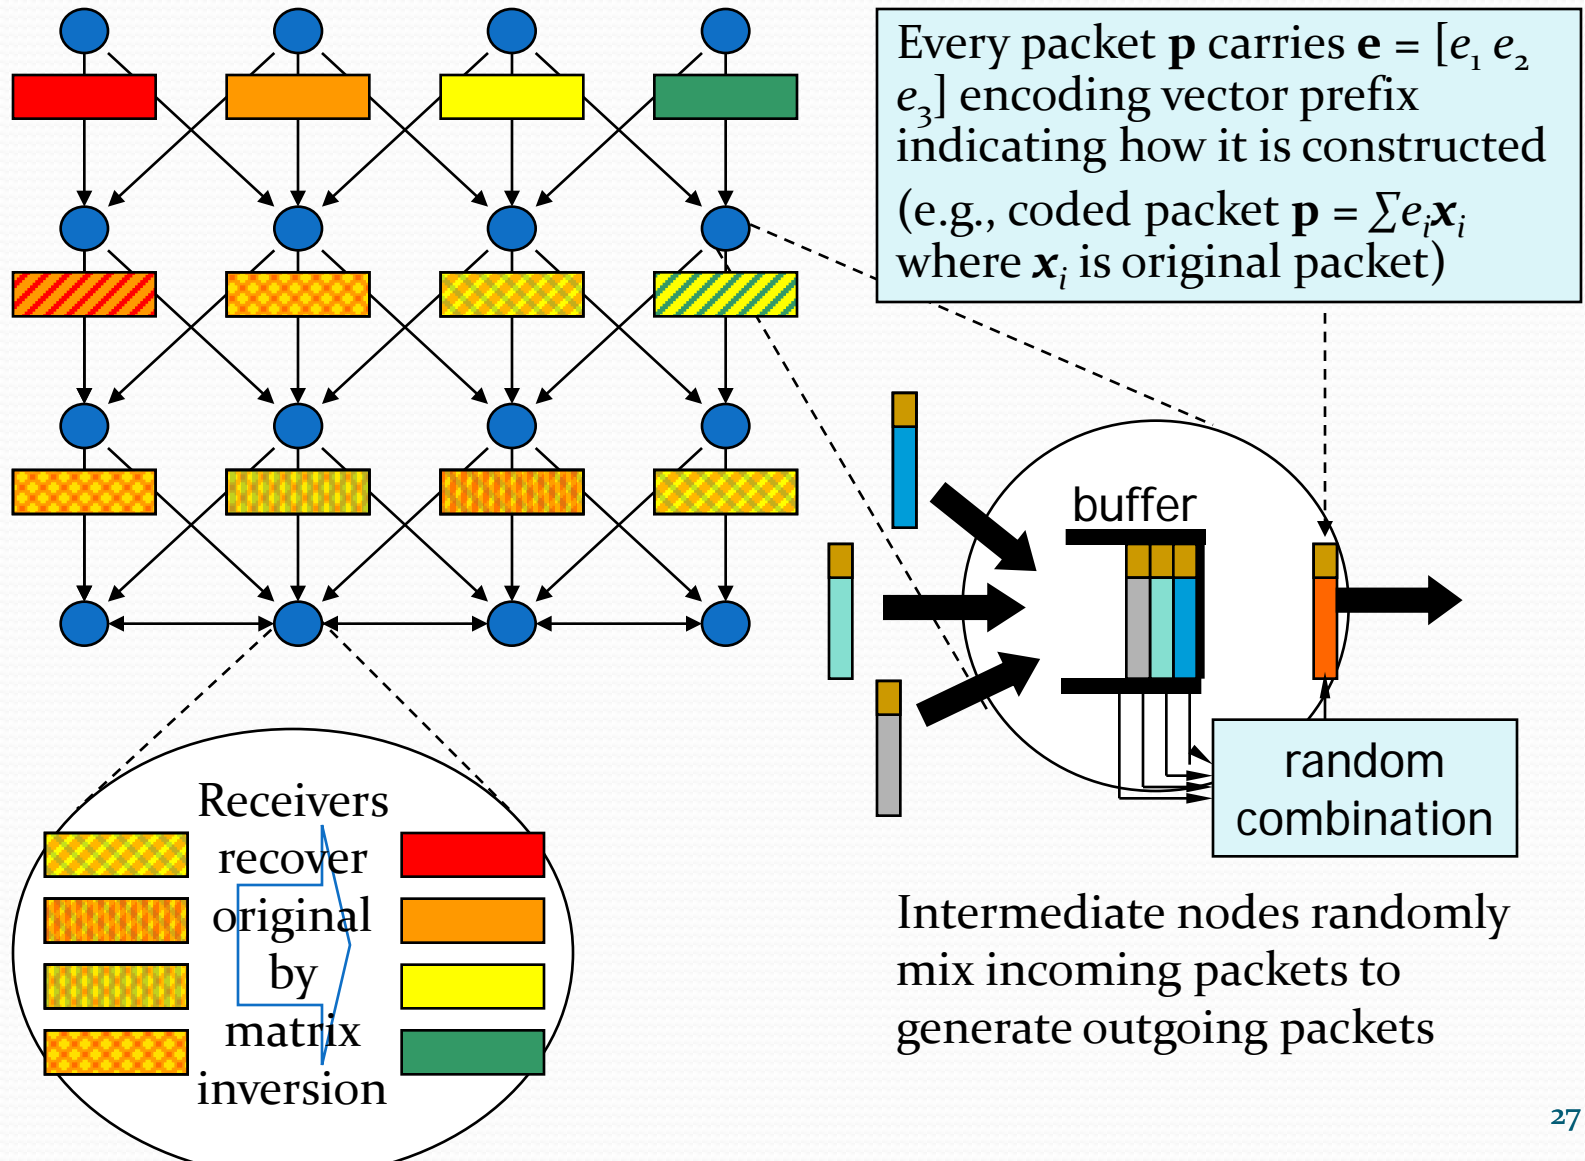 Every packet p carries e = [e₁ e₂
e₃] encoding vector prefix
indicating how it is constructed
(e.g., coded packet p = ∑eᵢxᵢ
where xᵢ is original packet)
buffer
random
combination
Receivers
recover
original
by
matrix
inversion
Intermediate nodes randomly
mix incoming packets to
generate outgoing packets
27